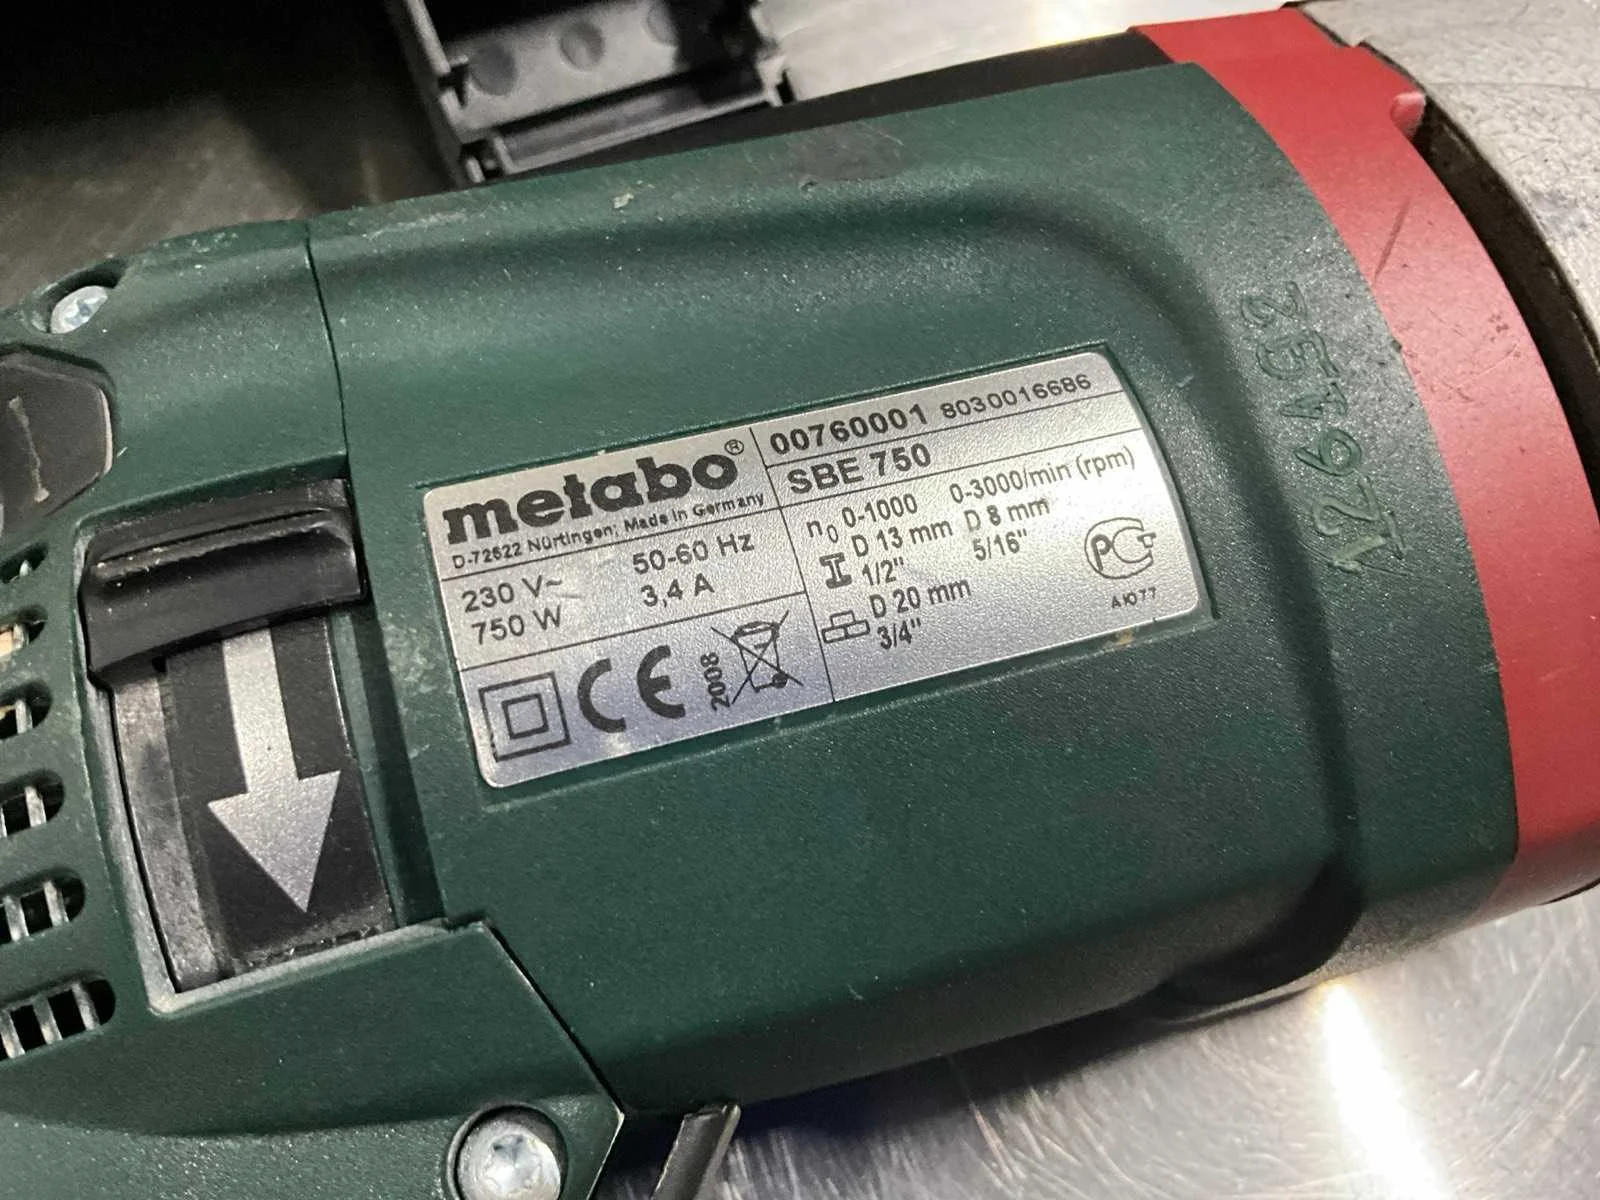 metabo®
D-72622 Nürtingen, Made in Germany
00760001 8030016686
SBE 750
230 V~ 50-60 Hz
750 W 3,4 A
n0 0-1000 0-3000/min (rpm)
D 13 mm D 8 mm
1/2" 5/16"
D 20 mm
3/4"
CE
2008
PC
A1077